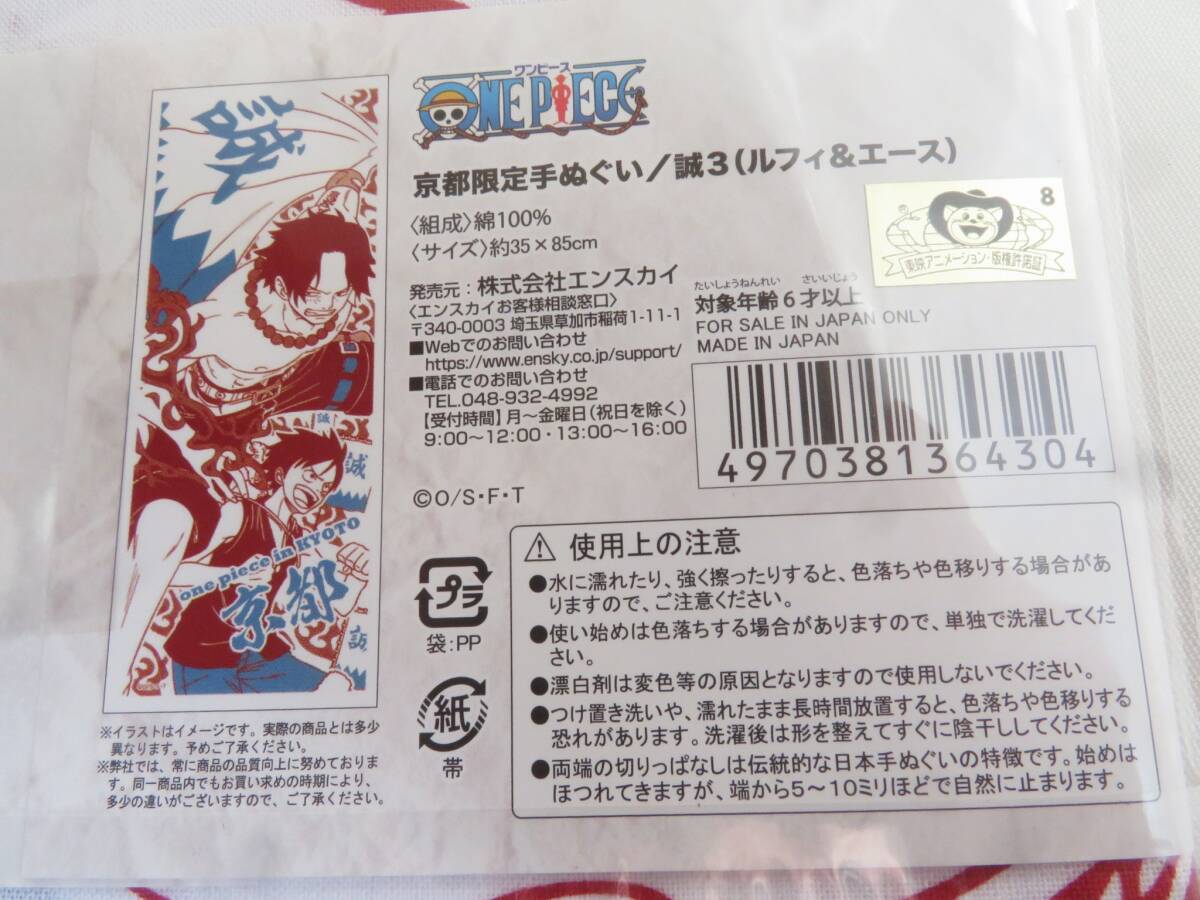 ワンピース
ONE PIECE
京都限定手ぬぐい／誠3(ルフィ&エース)
〈組成〉綿100%
〈サイズ〉約35×85cm
発売元：株式会社エンスカイ
〈エンスカイお客様相談窓口〉
〒340-0003 埼玉県草加市稲荷1-11-1
■Webでのお問い合わせ
https://www.ensky.co.jp/support/
■電話でのお問い合わせ
TEL.048-932-4992
【受付時間】月～金曜日(祝日を除く)
9:00～12:00・13:00～16:00
©O/S・F・T
8
東映アニメーション・版権許諾証
たいしょうねんれい さいいじょう
対象年齢6才以上
FOR SALE IN JAPAN ONLY
MADE IN JAPAN
4970381364304
プラ
袋:PP
紙
帯
使用上の注意
●水に濡れたり、強く擦ったりすると、色落ちや色移りする場合があ
りますので、ご注意ください。
●使い始めは色落ちする場合がありますので、単独で洗濯してくだ
さい。
●漂白剤は変色等の原因となりますので使用しないでください。
●つけ置き洗いや、濡れたまま長時間放置すると、色落ちや色移りする
恐れがあります。洗濯後は形を整えてすぐに陰干ししてください。
●両端の切りっぱなしは伝統的な日本手ぬぐいの特徴です。始めは
ほつれてきますが、端から5～10ミリほどで自然に止まります。
誠
誠
誠
one piece in KYOTO
京都
誠
※イラストはイメージです。実際の商品とは多少
異なります。予めご了承ください。
※弊社では、常に商品の品質向上に努めておりま
す。同一商品内でもお買い求めの時期により、
多少の違いがございますので、ご了承ください。